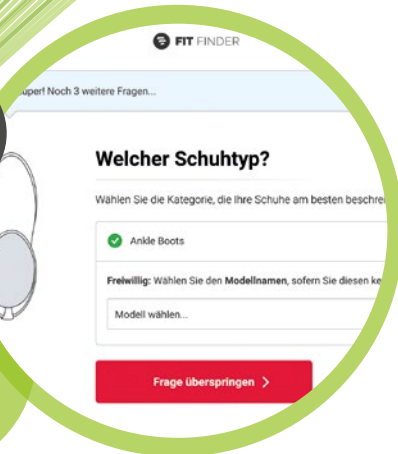 FIT FINDER
Noch 3 weitere Fragen...
Welcher Schuhtyp?
Wählen Sie die Kategorie, die Ihre Schuhe am besten
Ankle Boots
Freiwillig: Wählen Sie den Modellnamen, sofern Sie diesen
Modell wählen...
Frage überspringen >